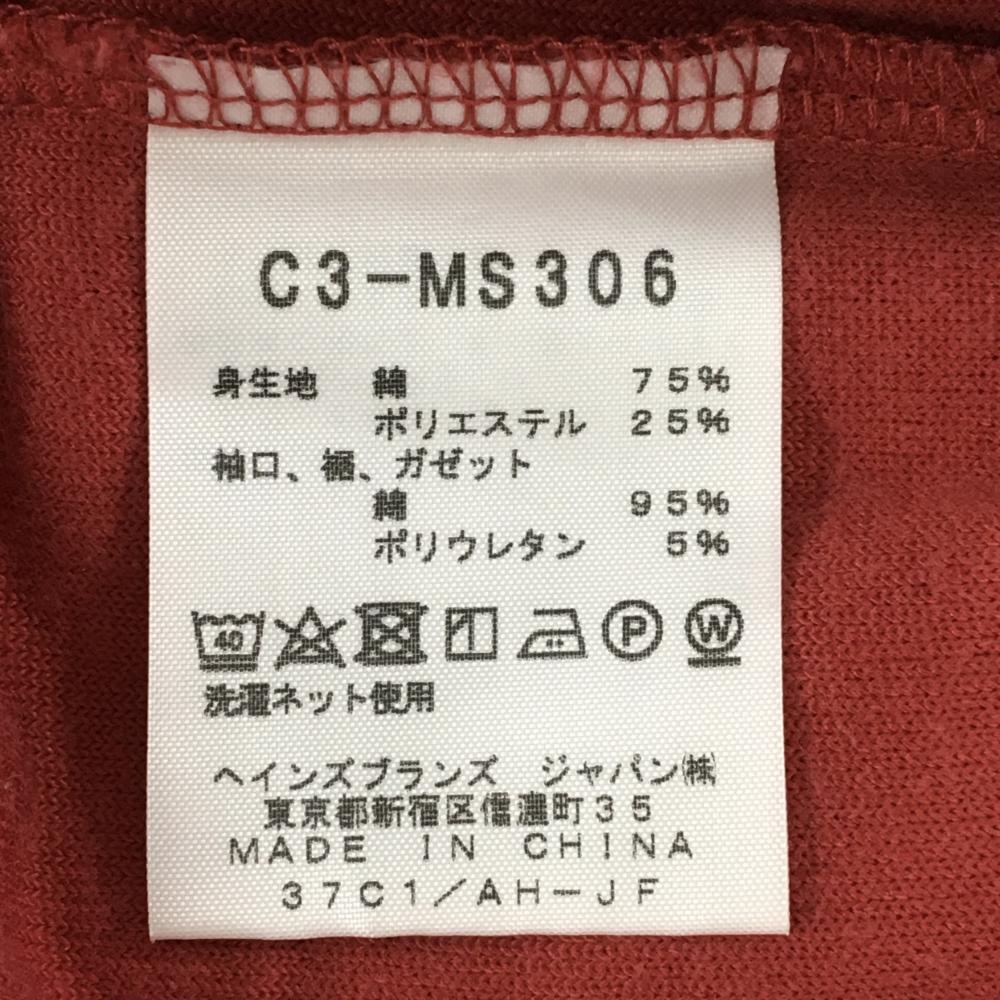 C3-MS306
身生地 綿 75%
ポリエステル 25%
袖口、裾、ガゼット
綿 95%
ポリウレタン 5%
40 P W
洗濯ネット使用
ヘインズブランズ ジャパン㈱
東京都新宿区信濃町35
MADE IN CHINA
37C1/AH-JF